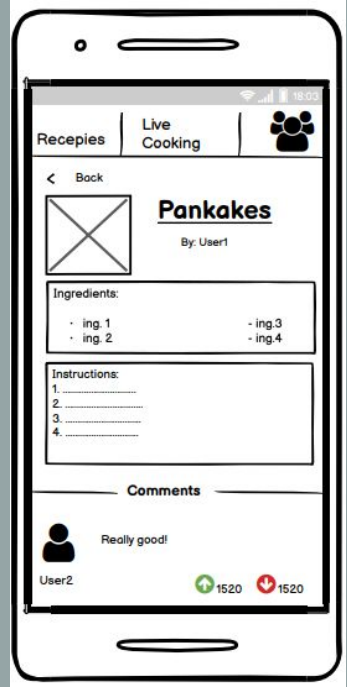 18:03
Recepies
Live
Cooking
< Back
Pankakes
By: User1
Ingredients:
· ing. 1 - ing.3
· ing. 2 - ing.4
Instructions:
1. ........................
2. ........................
3. ........................
4. ........................
Comments
Really good!
User2
1520 1520